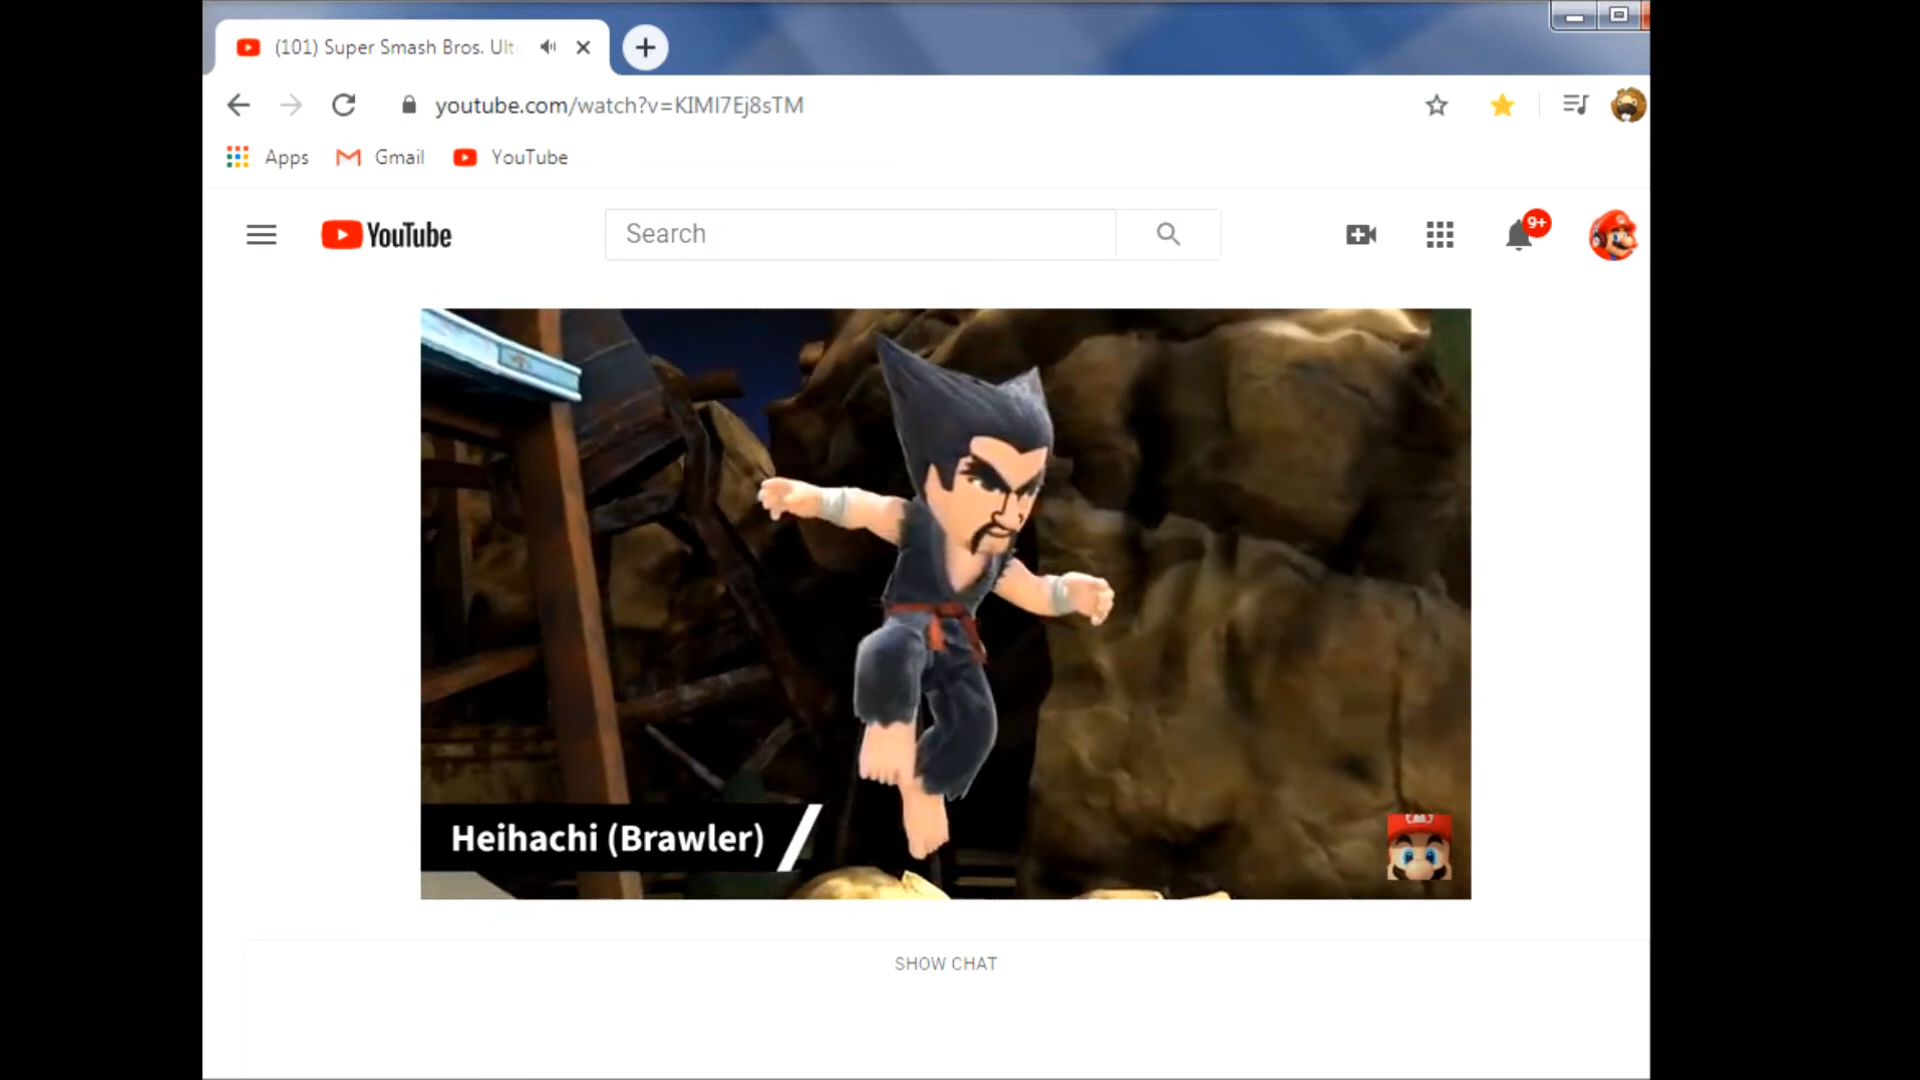 (101) Super Smash Bros. Ult
youtube.com/watch?v=KIMI7Ej8sTM
Apps
Gmail
YouTube
YouTube
Search
9+
Heihachi (Brawler)
M
SHOW CHAT